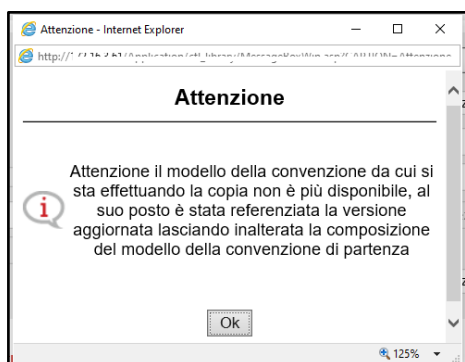 Attenzione - Internet Explorer
http://
Attenzione
Attenzione il modello della convenzione da cui si
sta effettuando la copia non è più disponibile, al
suo posto è stata referenziata la versione
aggiornata lasciando inalterata la composizione
del modello della convenzione di partenza
Ok
125%